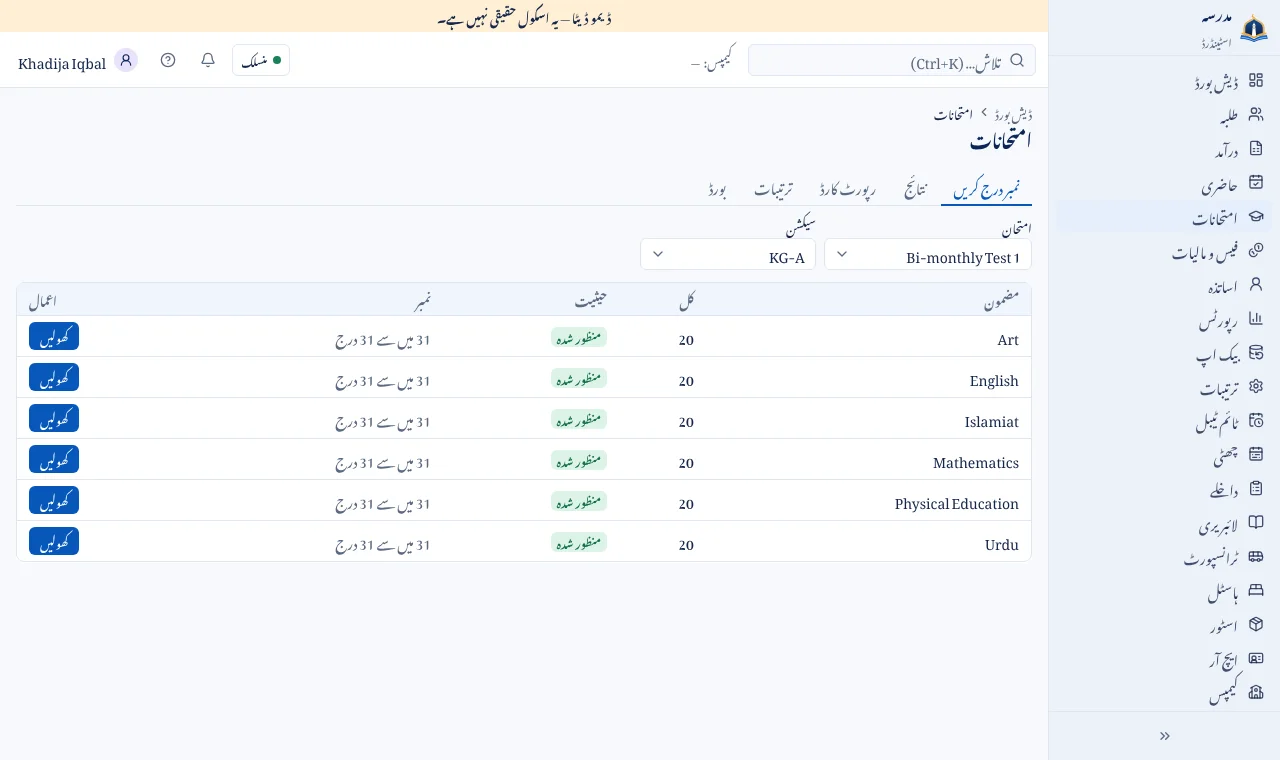 ڈیمو ڈیٹا – یہ اسکول حقیقی نہیں ہے۔
مدرسہ
اسٹینڈرڈ
ڈیش بورڈ
طلبہ
درآمد
حاضری
امتحانات
فیس و مالیات
اساتذہ
رپورٹس
بیک اپ
ترتیبات
ٹائم ٹیبل
چھٹی
داخلے
لائبریری
ٹرانسپورٹ
ہاسٹل
اسٹور
ایچ آر
کیمپس
تلاش... (Ctrl+K)
کیمپس: –
منسلک
Khadija Iqbal
ڈیش بورڈ › امتحانات
امتحانات
نمبر درج کریں نتائج رپورٹ کارڈ ترتیبات بورڈ
امتحان سیکشن
Bi-monthly Test 1 KG-A
مضمون کل حیثیت نمبر اعمال
Art 20 منظور شدہ 31 میں سے 31 درج کھولیں
English 20 منظور شدہ 31 میں سے 31 درج کھولیں
Islamiat 20 منظور شدہ 31 میں سے 31 درج کھولیں
Mathematics 20 منظور شدہ 31 میں سے 31 درج کھولیں
Physical Education 20 منظور شدہ 31 میں سے 31 درج کھولیں
Urdu 20 منظور شدہ 31 میں سے 31 درج کھولیں